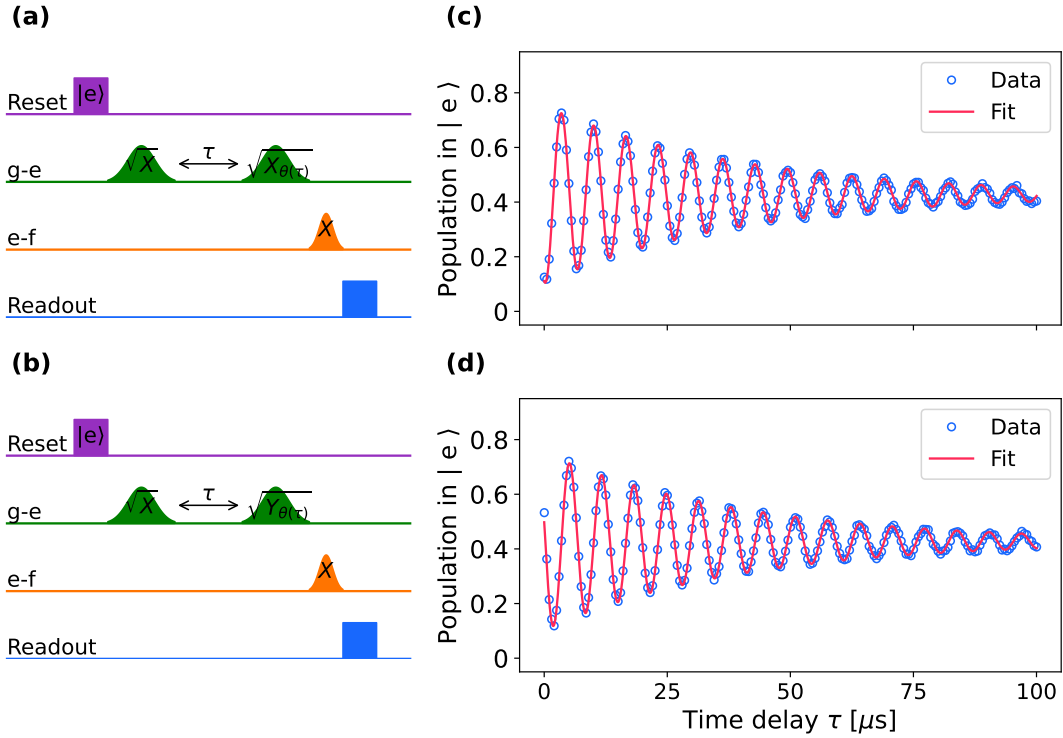 (a)
Reset |e⟩
g-e √X τ √X_θ(τ)
e-f X
Readout
(b)
Reset |e⟩
g-e √X τ √Y_θ(τ)
e-f X
Readout
(c)
Population in | e ⟩
0.8
0.6
0.4
0.2
0
Data
Fit
(d)
Population in | e ⟩
0.8
0.6
0.4
0.2
0
Data
Fit
0 25 50 75 100
Time delay τ [μs]